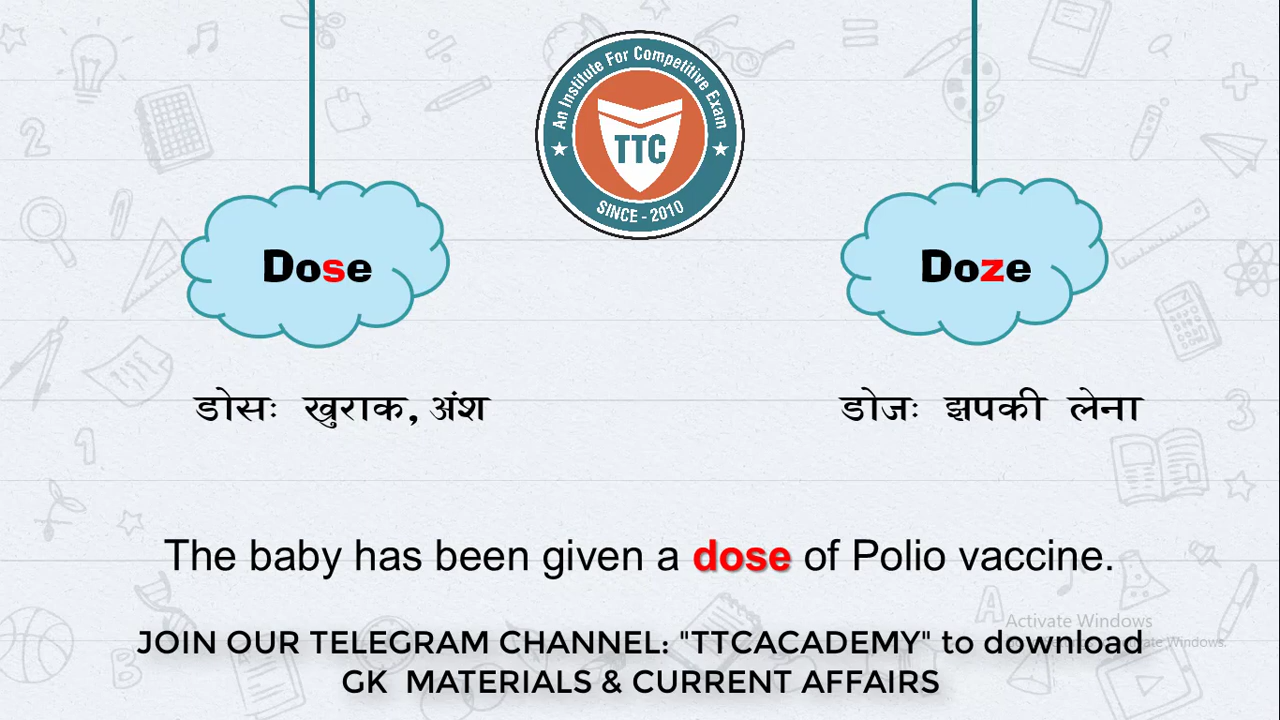 An Institute For Competitive Exam
TTC
SINCE - 2010
Dose
Doze
डोसः खुराक, अंश
डोजः झपकी लेना
The baby has been given a dose of Polio vaccine.
Activate Windows
JOIN OUR TELEGRAM CHANNEL: "TTCACADEMY" to download
GK MATERIALS & CURRENT AFFAIRS